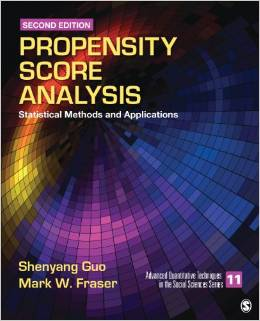 SECOND EDITION
PROPENSITY
SCORE
ANALYSIS
Statistical Methods and Applications
Shenyang Guo
Mark W. Fraser
Advanced Quantitative Techniques
in the Social Sciences Series
11
S